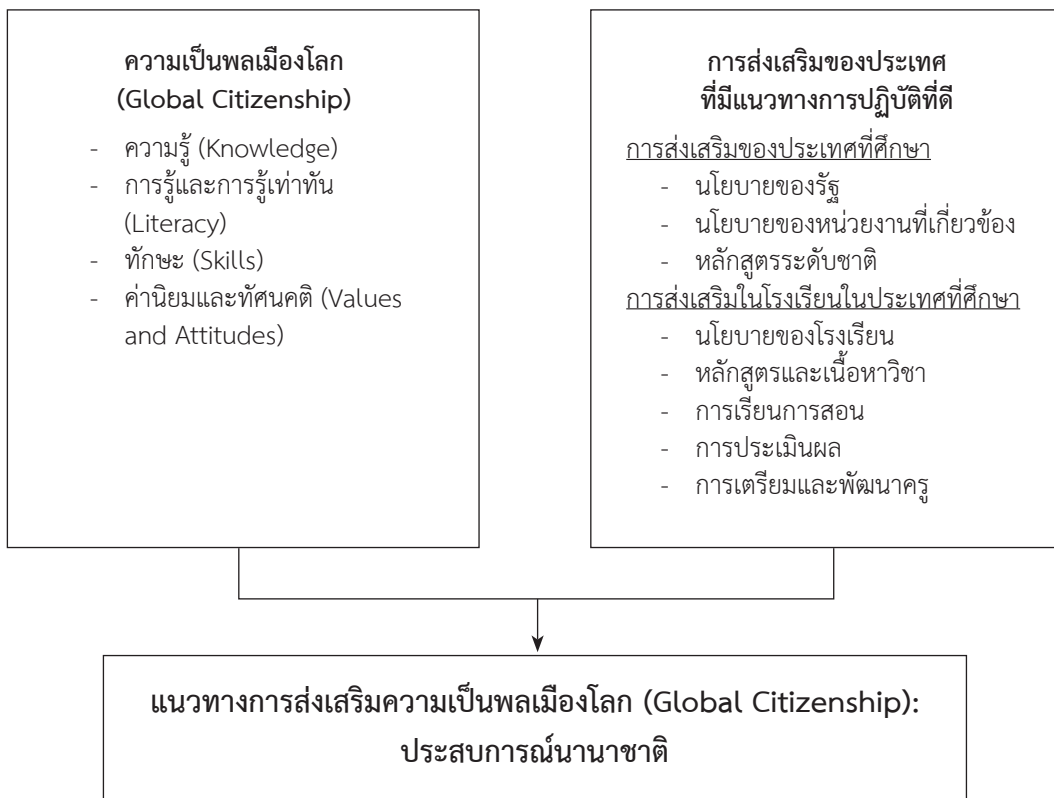 ความเป็นพลเมืองโลก
(Global Citizenship)
- ความรู้ (Knowledge)
- การรู้และการรู้เท่าทัน
(Literacy)
- ทักษะ (Skills)
- ค่านิยมและทัศนคติ (Values
and Attitudes)
การส่งเสริมของประเทศ
ที่มีแนวทางการปฏิบัติที่ดี
การส่งเสริมของประเทศที่ศึกษา
- นโยบายของรัฐ
- นโยบายของหน่วยงานที่เกี่ยวข้อง
- หลักสูตรระดับชาติ
การส่งเสริมในโรงเรียนในประเทศที่ศึกษา
- นโยบายของโรงเรียน
- หลักสูตรและเนื้อหาวิชา
- การเรียนการสอน
- การประเมินผล
- การเตรียมและพัฒนาครู
แนวทางการส่งเสริมความเป็นพลเมืองโลก (Global Citizenship):
ประสบการณ์นานาชาติ